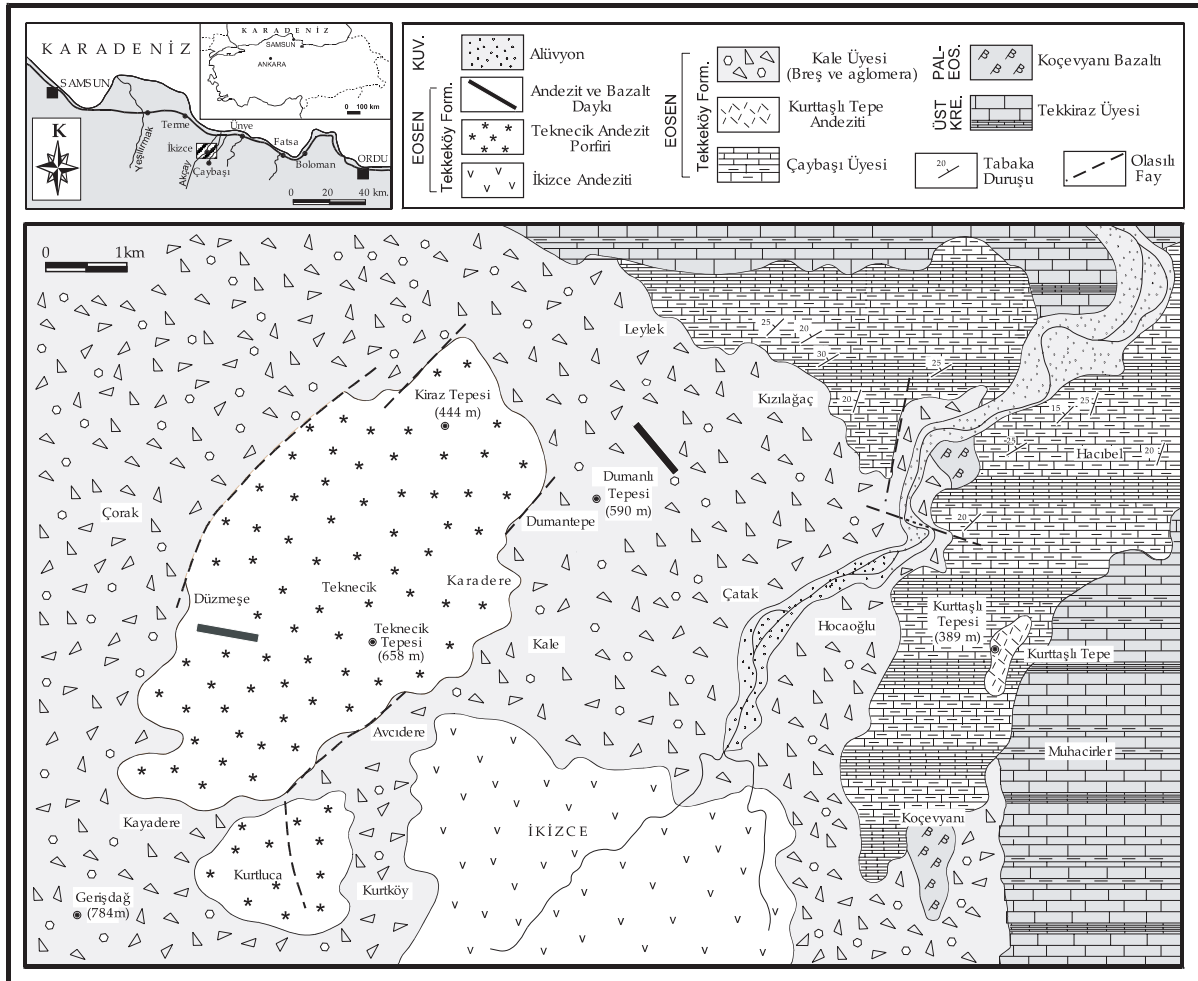 KARADENİZ
SAMSUN
Terme
Ünye
Fatsa
Yeşilırmak
İkizce
Akçay
Çaybaşı
Boloman
ORDU
K
0 20 40 km.
KARADENİZ
SAMSUN
ANKARA
0 100 km
KUV.
Alüvyon
EOSEN
Tekkeköy Form.
Andezit ve Bazalt
Daykı
Teknecik Andezit
Porfiri
İkizce Andeziti
EOSEN
Tekkeköy Form.
Kale Üyesi
(Breş ve aglomera)
Kurttaşlı Tepe
Andeziti
Çaybaşı Üyesi
PAL-
EOS.
Koçevyanı Bazaltı
ÜST
KRE.
Tekkiraz Üyesi
20
Tabaka
Duruşu
Olasılı
Fay
0 1km
Leylek
25
20
30
25
Kiraz Tepesi
(444 m)
Kızılağaç
20
15
25
25
Hacıbel
20
Dumanlı
Tepesi
(590 m)
Çorak
Dumantepe
20
Teknecik
Karadere
Düzmeşe
Çatak
Kurttaşlı
Tepesi
(389 m)
Hocaoğlu
Teknecik
Tepesi
(658 m)
Kale
Kurttaşlı Tepe
Avcıdere
Muhacirler
Kayadere
İKİZCE
Koçevyanı
Kurtluca
Kurtköy
Gerişdağ
(784m)